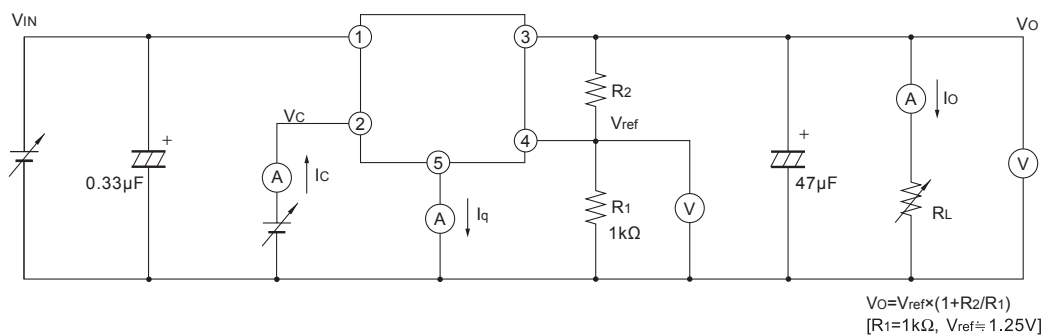 VIN
VO
1
3
R2
A
IO
VC
2
Vref
4
5
0.33µF
A
IC
A
Iq
R1
1kΩ
V
47µF
RL
V
VO=Vref×(1+R2/R1)
[R1=1kΩ, Vref≒1.25V]